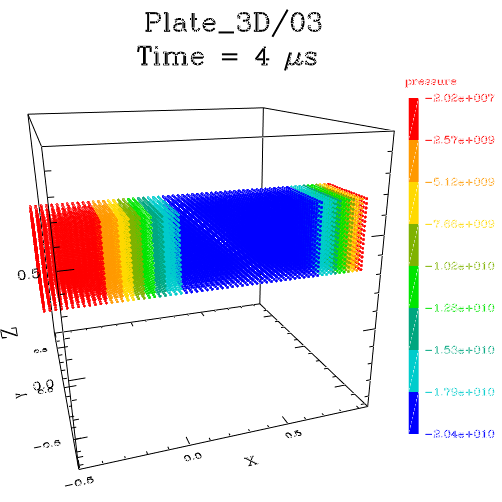 Plate_3D/03
Time = 4 μs
pressure
-2.02e+007
-2.57e+009
-5.12e+009
-7.66e+009
-1.02e+010
-1.28e+010
-1.53e+010
-1.79e+010
-2.04e+010
0.5
Z
Y
0.0
-0.5
-0.5
0.0
0.5
X